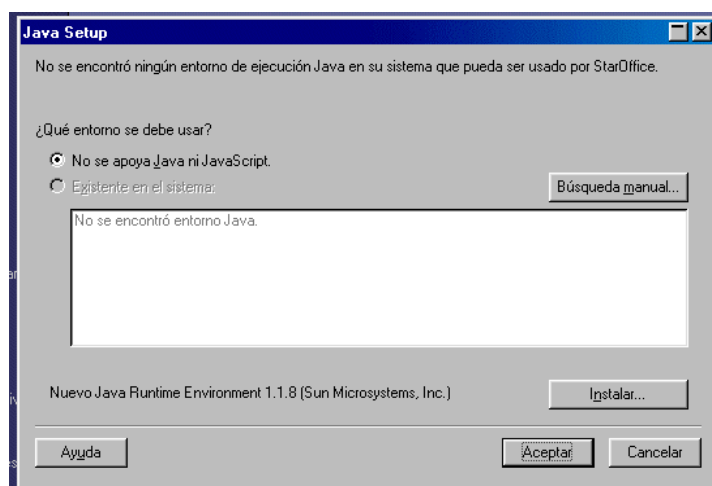 Java Setup
No se encontró ningún entorno de ejecución Java en su sistema que pueda ser usado por StarOffice.
¿Qué entorno se debe usar?
No se apoya Java ni JavaScript.
Existente en el sistema:
Búsqueda manual...
No se encontró entorno Java.
Nuevo Java Runtime Environment 1.1.8 (Sun Microsystems, Inc.)
Instalar...
Ayuda
Aceptar
Cancelar